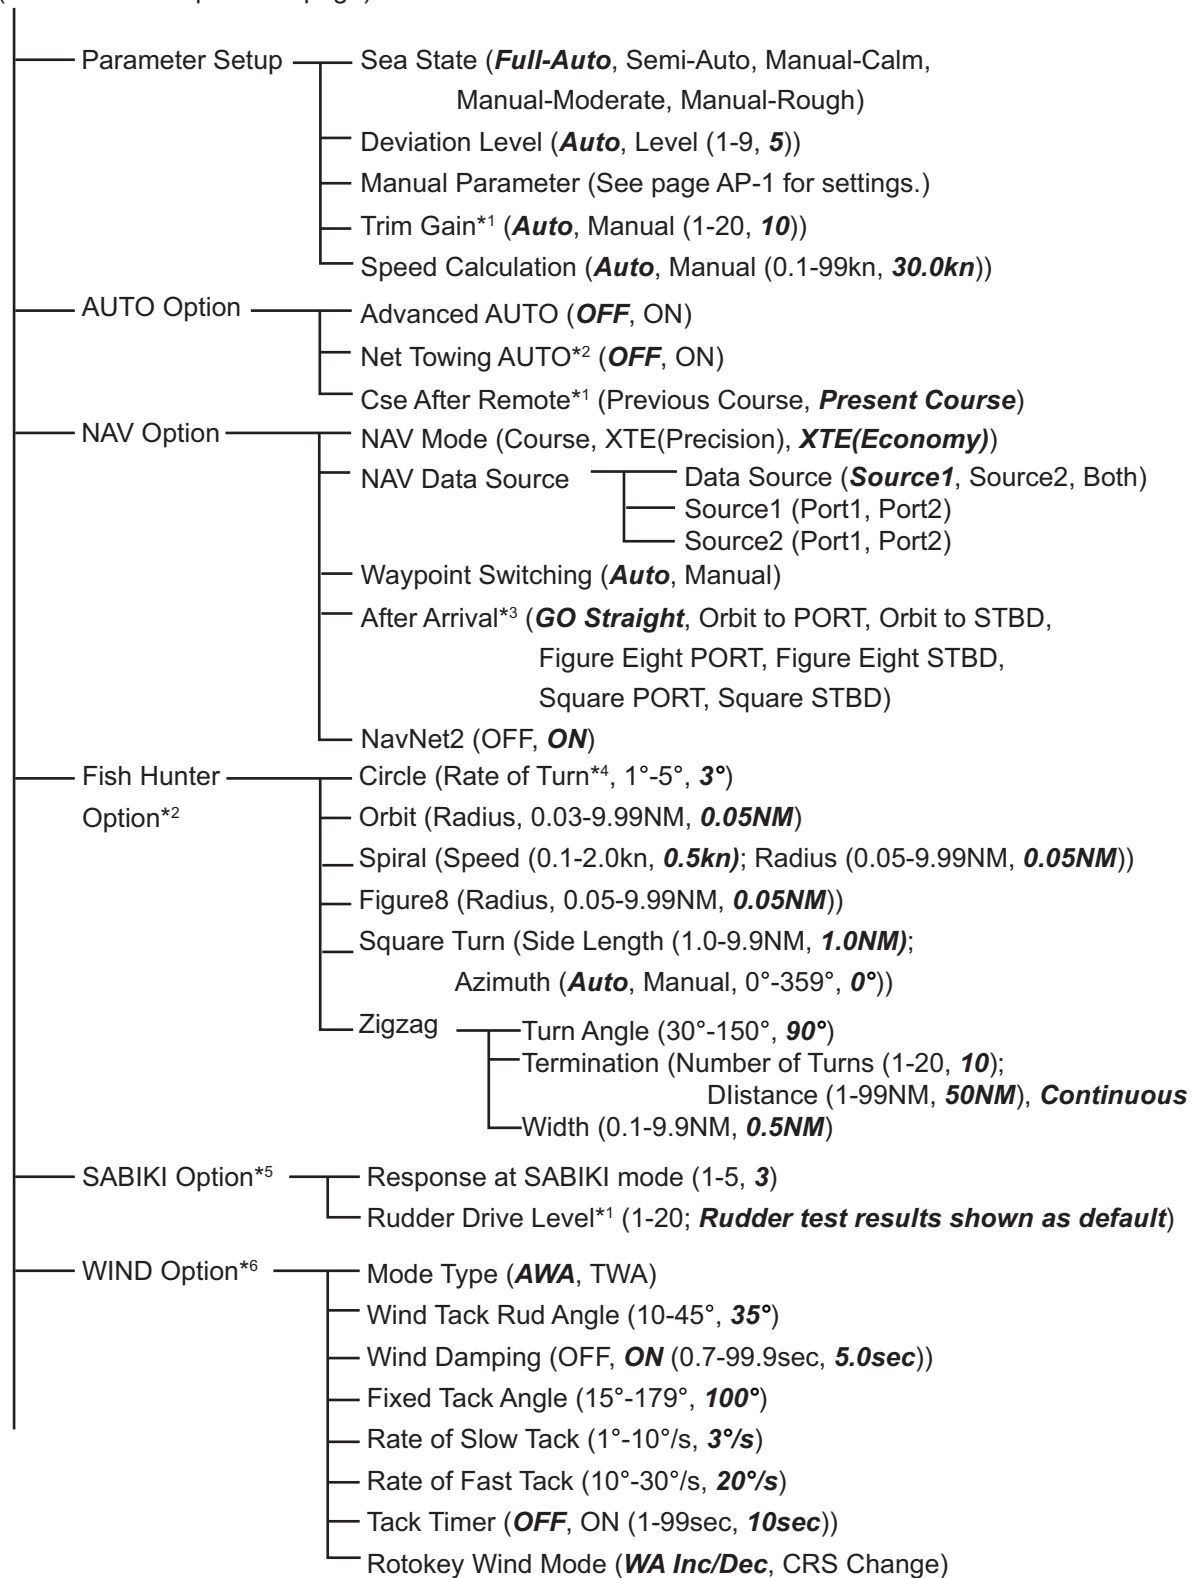 Parameter Setup Sea State (Full-Auto, Semi-Auto, Manual-Calm,
Manual-Moderate, Manual-Rough)
Deviation Level (Auto, Level (1-9, 5))
Manual Parameter (See page AP-1 for settings.)
Trim Gain*1 (Auto, Manual (1-20, 10))
Speed Calculation (Auto, Manual (0.1-99kn, 30.0kn))
AUTO Option Advanced AUTO (OFF, ON)
Net Towing AUTO*2 (OFF, ON)
Cse After Remote*1 (Previous Course, Present Course)
NAV Option NAV Mode (Course, XTE(Precision), XTE(Economy))
NAV Data Source Data Source (Source1, Source2, Both)
Source1 (Port1, Port2)
Source2 (Port1, Port2)
Waypoint Switching (Auto, Manual)
After Arrival*3 (GO Straight, Orbit to PORT, Orbit to STBD,
Figure Eight PORT, Figure Eight STBD,
Square PORT, Square STBD)
NavNet2 (OFF, ON)
Fish Hunter Circle (Rate of Turn*4, 1°-5°, 3°)
Option*2 Orbit (Radius, 0.03-9.99NM, 0.05NM)
Spiral (Speed (0.1-2.0kn, 0.5kn); Radius (0.05-9.99NM, 0.05NM))
Figure8 (Radius, 0.05-9.99NM, 0.05NM))
Square Turn (Side Length (1.0-9.9NM, 1.0NM);
Azimuth (Auto, Manual, 0°-359°, 0°))
Zigzag Turn Angle (30°-150°, 90°)
Termination (Number of Turns (1-20, 10);
DIistance (1-99NM, 50NM), Continuous
Width (0.1-9.9NM, 0.5NM)
SABIKI Option*5 Response at SABIKI mode (1-5, 3)
Rudder Drive Level*1 (1-20; Rudder test results shown as default)
WIND Option*6 Mode Type (AWA, TWA)
Wind Tack Rud Angle (10-45°, 35°)
Wind Damping (OFF, ON (0.7-99.9sec, 5.0sec))
Fixed Tack Angle (15°-179°, 100°)
Rate of Slow Tack (1°-10°/s, 3°/s)
Rate of Fast Tack (10°-30°/s, 20°/s)
Tack Timer (OFF, ON (1-99sec, 10sec))
Rotokey Wind Mode (WA Inc/Dec, CRS Change)